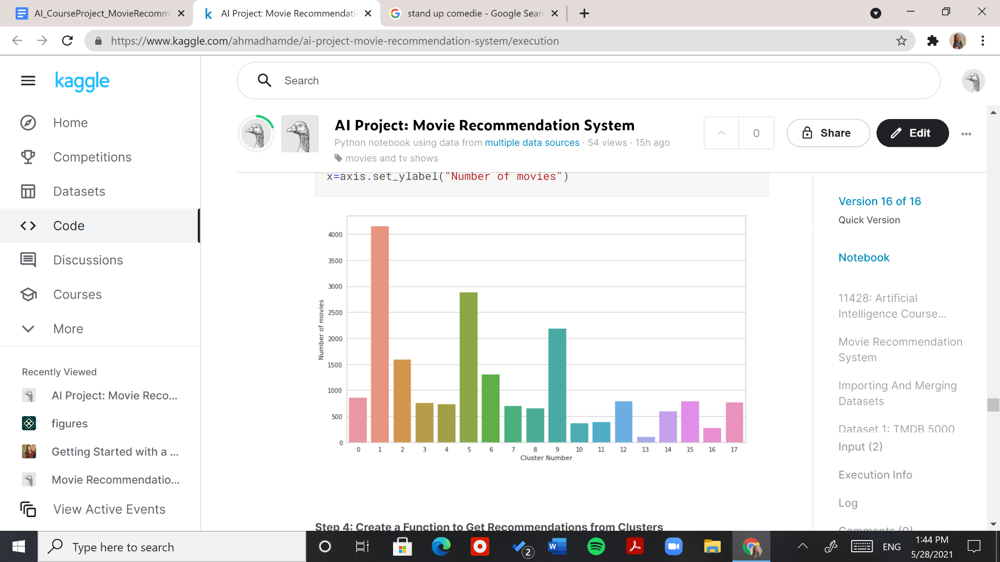 AI_CourseProject_MovieRecomm
AI Project: Movie Recommendati
stand up comedie - Google Sear
https://www.kaggle.com/ahmadhamde/ai-project-movie-recommendation-system/execution
kaggle
Search
Home
Competitions
Datasets
Code
Discussions
Courses
More
Recently Viewed
AI Project: Movie Reco...
figures
Getting Started with a ...
Movie Recommendatio...
View Active Events
AI Project: Movie Recommendation System
Python notebook using data from multiple data sources · 54 views · 15h ago
movies and tv shows
0
Share
Edit
x=axis.set_ylabel("Number of movies")
4000
3500
3000
2500
2000
1500
1000
500
0
Number of movies
0 1 2 3 4 5 6 7 8 9 10 11 12 13 14 15 16 17
Cluster Number
Step 4: Create a Function to Get Recommendations from Clusters
Version 16 of 16
Quick Version
Notebook
11428: Artificial
Intelligence Course...
Movie Recommendation
System
Importing And Merging
Datasets
Dataset 1: TMDB 5000
Input (2)
Execution Info
Log
Comments (0)
Type here to search
2
ENG
1:44 PM
5/28/2021